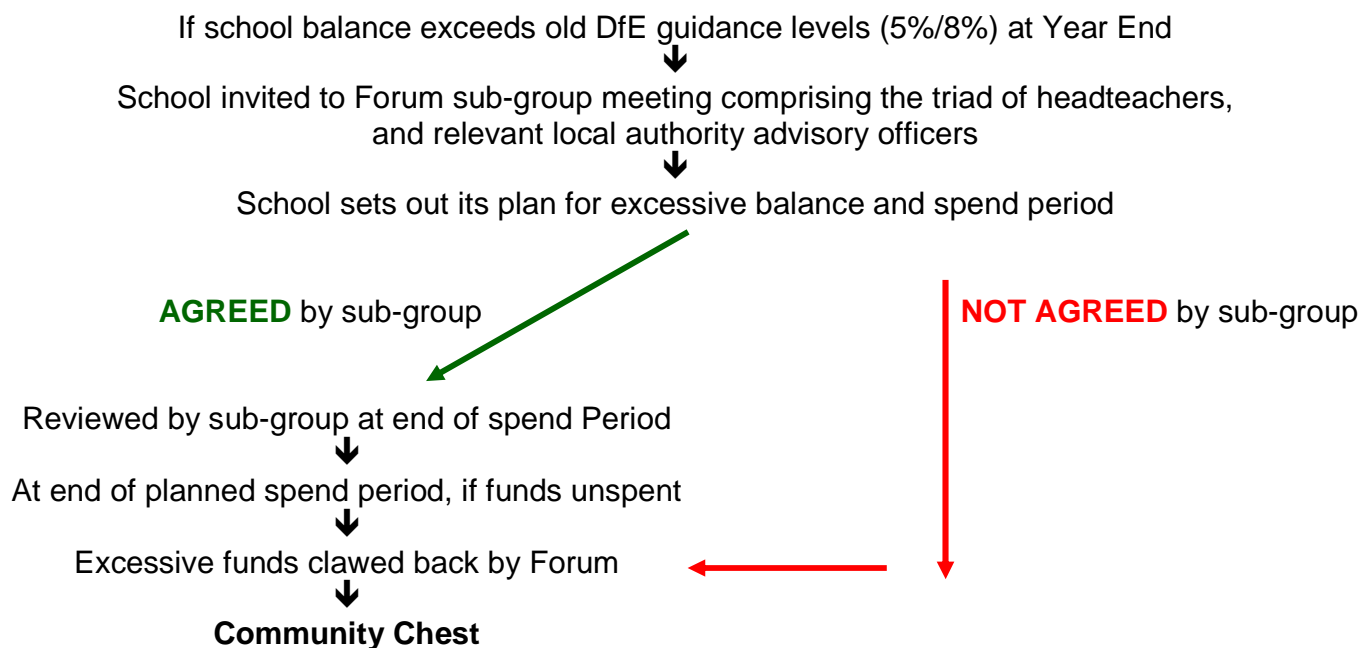 If school balance exceeds old DfE guidance levels (5%/8%) at Year End
School invited to Forum sub-group meeting comprising the triad of headteachers,
and relevant local authority advisory officers
School sets out its plan for excessive balance and spend period
AGREED by sub-group
NOT AGREED by sub-group
Reviewed by sub-group at end of spend Period
At end of planned spend period, if funds unspent
Excessive funds clawed back by Forum
Community Chest